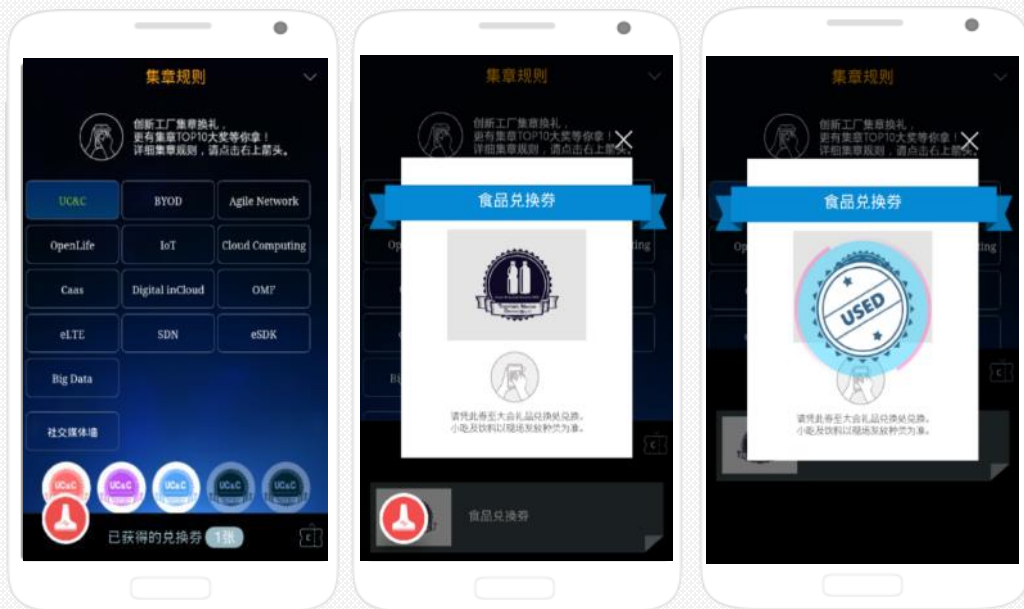 集章规则
创新工厂集章换礼，
更有集章TOP10大奖等你拿！
详细集章规则，请点击右上箭头。
UC&C
BYOD
Agile Network
OpenLife
IoT
Cloud Computing
Caas
Digital inCloud
OMF
eLTE
SDN
eSDK
Big Data
社交媒体墙
UC&C
UC&C
UC&C
UC&C
UC&C
已获得的兑换券 1张
C
集章规则
创新工厂集章换礼，
更有集章TOP10大奖等你拿！
详细集章规则，请点击右上箭头。
食品兑换券
Op
ing
请凭此券至大会礼品兑换处兑换。
小吃及饮料以现场发放种类为准。
Bi
C
食品兑换券
集章规则
创新工厂集章换礼，
更有集章TOP10大奖等你拿！
详细集章规则，请点击右上箭头。
食品兑换券
Op
ing
USED
请凭此券至大会礼品兑换处兑换。
小吃及饮料以现场发放种类为准。
C